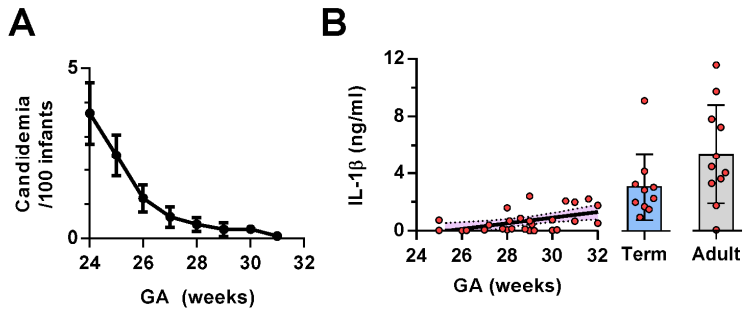 A
Candidemia
/100 infants
5
0
24 26 28 30 32
GA (weeks)
B
IL-1β (ng/ml)
12
8
4
0
24 26 28 30 32
GA (weeks)
Term Adult